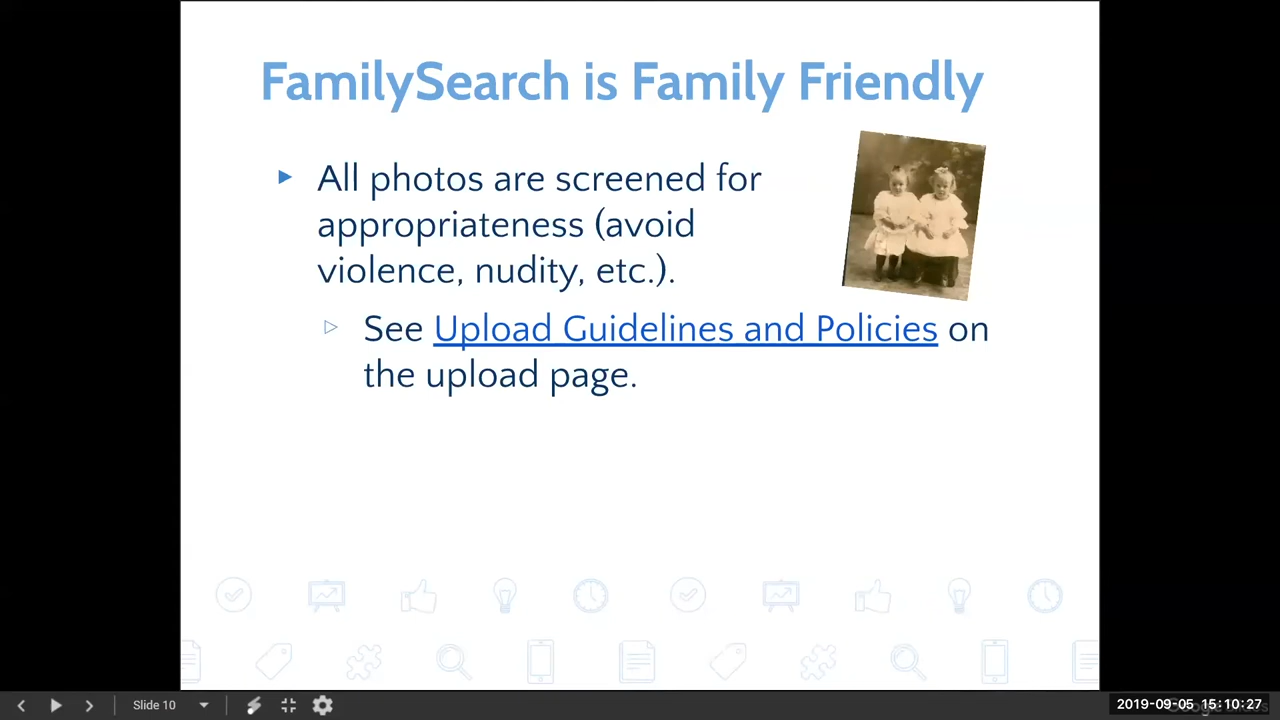 FamilySearch is Family Friendly
All photos are screened for
appropriateness (avoid
violence, nudity, etc.).
See Upload Guidelines and Policies on
the upload page.
Slide 10
2019-09-05 15:10:27